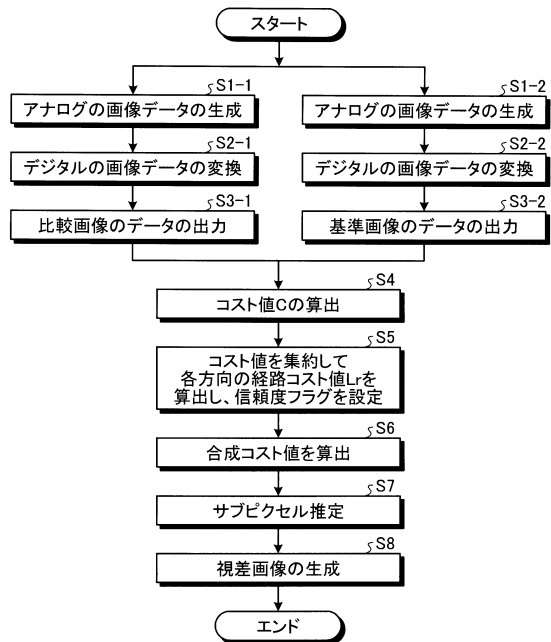 スタート
S1-1
アナログの画像データの生成
S2-1
デジタルの画像データの変換
S3-1
比較画像のデータの出力
S1-2
アナログの画像データの生成
S2-2
デジタルの画像データの変換
S3-2
基準画像のデータの出力
S4
コスト値Cの算出
S5
コスト値を集約して
各方向の経路コスト値Lrを
算出し、信頼度フラグを設定
S6
合成コスト値を算出
S7
サブピクセル推定
S8
視差画像の生成
エンド